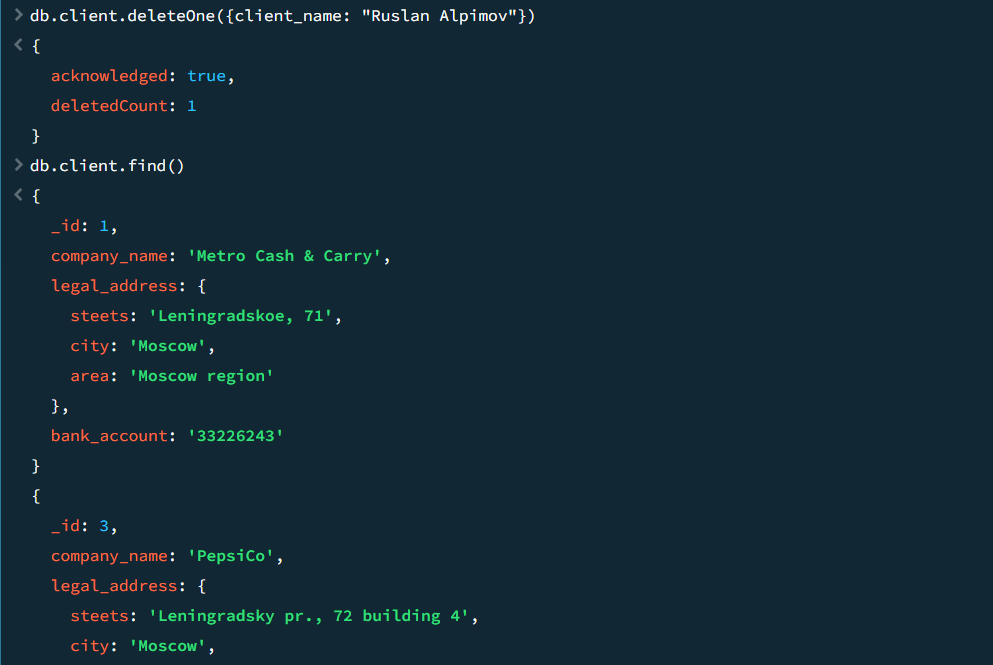 > db.client.deleteOne({client_name: "Ruslan Alpimov"})
< {
acknowledged: true,
deletedCount: 1
}
> db.client.find()
< {
_id: 1,
company_name: 'Metro Cash & Carry',
legal_address: {
steets: 'Leningradskoe, 71',
city: 'Moscow',
area: 'Moscow region'
},
bank_account: '33226243'
}
{
_id: 3,
company_name: 'PepsiCo',
legal_address: {
steets: 'Leningradsky pr., 72 building 4',
city: 'Moscow',